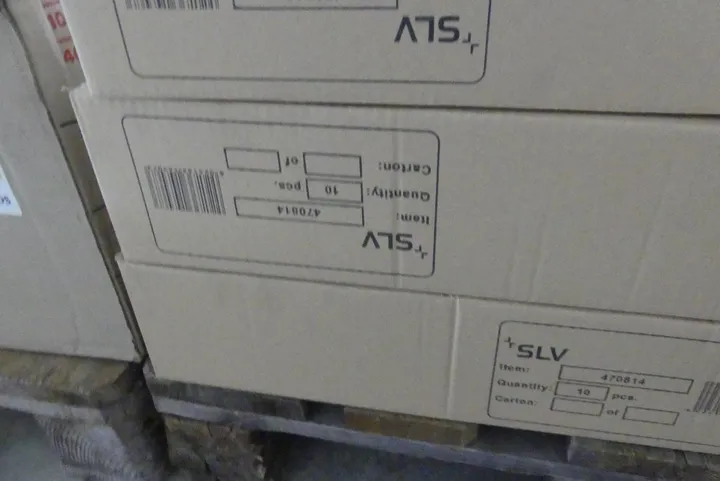 SLV
SLV
Item: 470814
Quantity: 10 pcs.
Carton: of
SLV
Item: 470814
Quantity: 10 pcs.
Carton: of